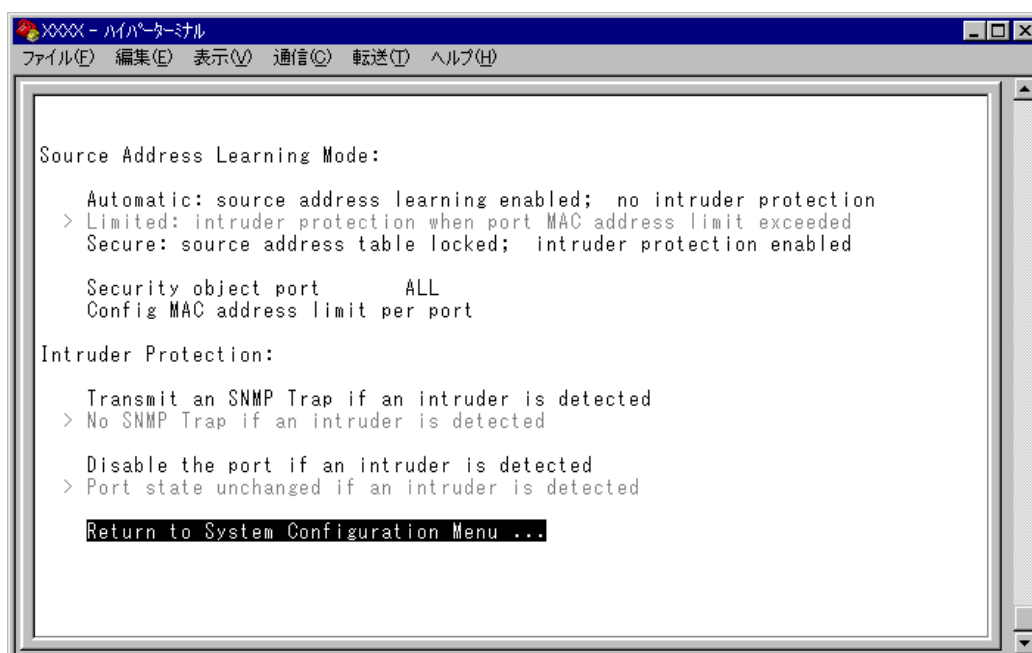 XXXX - ハイパーターミナル
ファイル(F) 編集(E) 表示(V) 通信(C) 転送(T) ヘルプ(H)
Source Address Learning Mode:
Automatic: source address learning enabled; no intruder protection
> Limited: intruder protection when port MAC address limit exceeded
Secure: source address table locked; intruder protection enabled
Security object port ALL
Config MAC address limit per port
Intruder Protection:
Transmit an SNMP Trap if an intruder is detected
> No SNMP Trap if an intruder is detected
Disable the port if an intruder is detected
> Port state unchanged if an intruder is detected
Return to System Configuration Menu ...